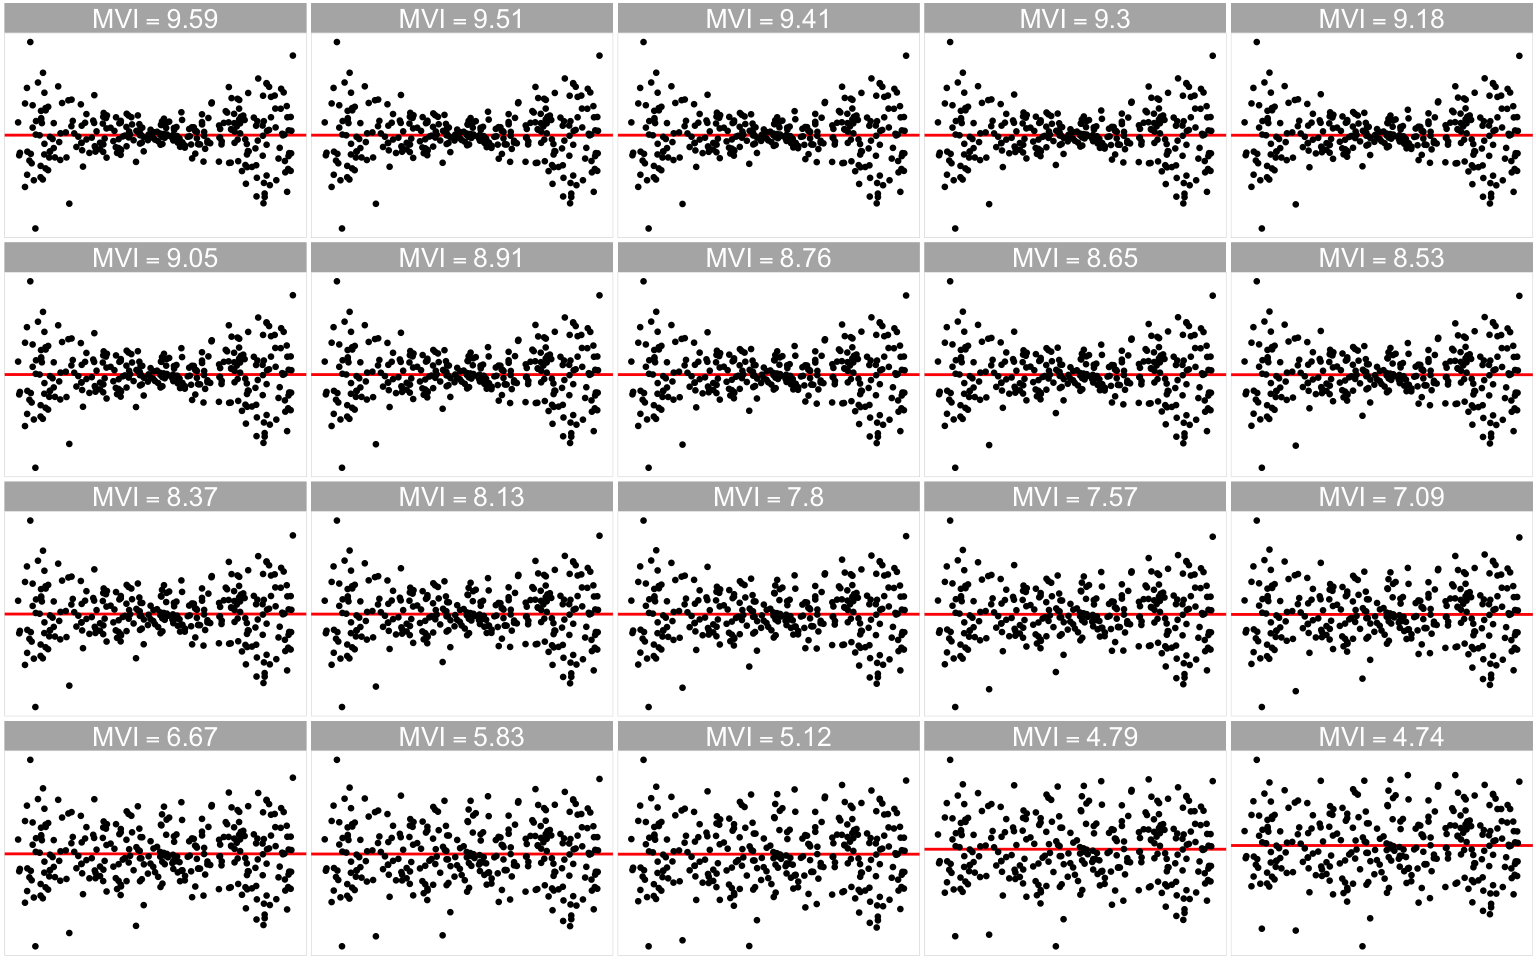 MVI = 9.59
MVI = 9.51
MVI = 9.41
MVI = 9.3
MVI = 9.18
MVI = 9.05
MVI = 8.91
MVI = 8.76
MVI = 8.65
MVI = 8.53
MVI = 8.37
MVI = 8.13
MVI = 7.8
MVI = 7.57
MVI = 7.09
MVI = 6.67
MVI = 5.83
MVI = 5.12
MVI = 4.79
MVI = 4.74